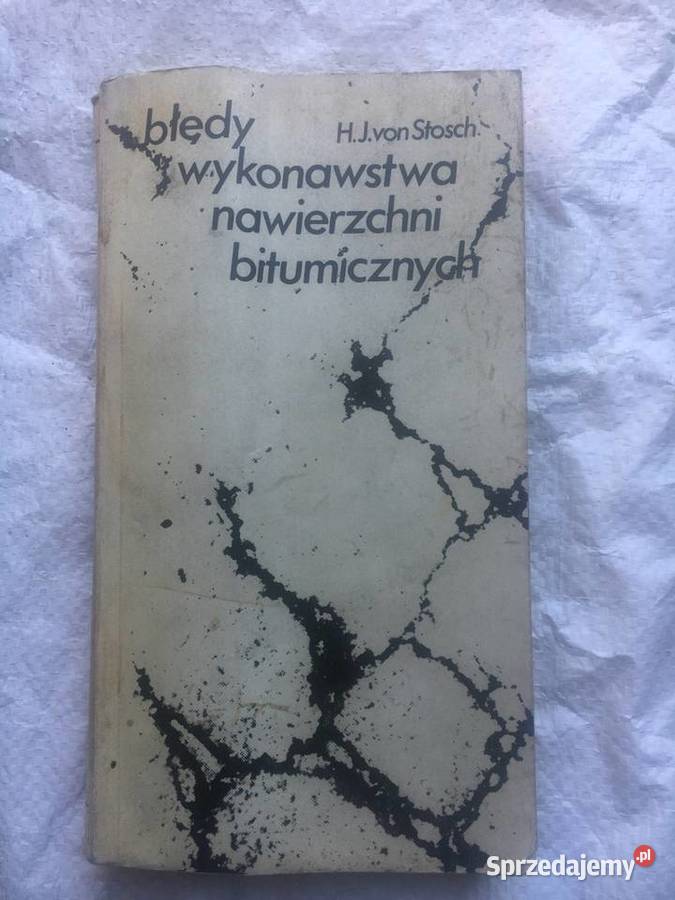 błędy
H.J.von Stosch
wykonawstwa
nawierzchni
bitumicznych
Sprzedajemy.pl